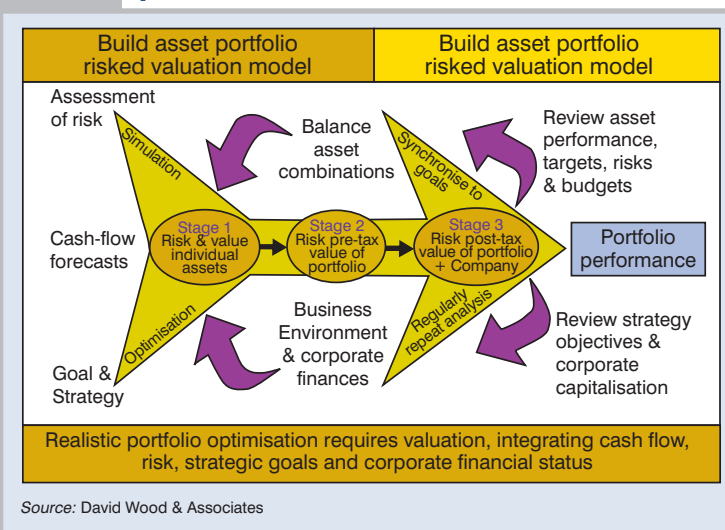 Build asset portfolio
risked valuation model
Build asset portfolio
risked valuation model
Assessment
of risk
Simulation
Balance
asset
combinations
Synchronise to
goals
Review asset
performance,
targets, risks
& budgets
Cash-flow
forecasts
Stage 1
Risk & value
individual
assets
Stage 2
Risk pre-tax
value of
portfolio
Stage 3
Risk post-tax
value of portfolio
+ Company
Portfolio
performance
Optimisation
Goal &
Strategy
Business
Environment
& corporate
finances
Regularly
repeat analysis
Review strategy
objectives &
corporate
capitalisation
Realistic portfolio optimisation requires valuation, integrating cash flow,
risk, strategic goals and corporate financial status
Source: David Wood & Associates